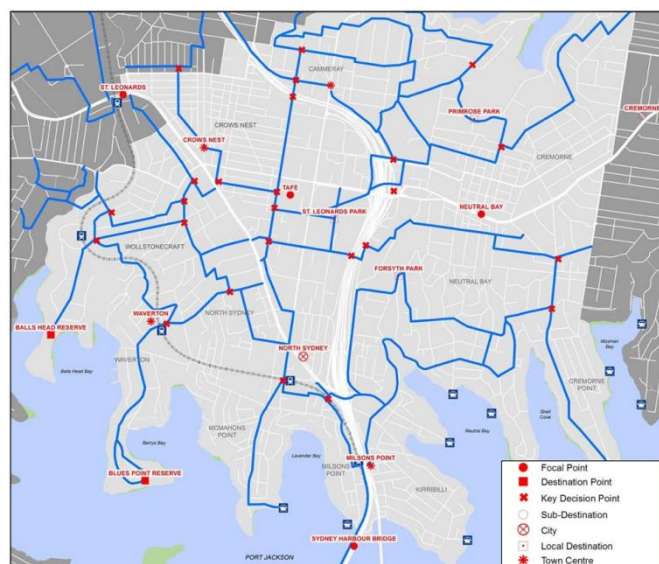 CAMMERAY
ST. LEONARDS
PRIMROSE PARK
CREMORNE
CROWS NEST
CROWS NEST
CREMORNE
TAFE
ST. LEONARDS PARK
NEUTRAL BAY
WOLLSTONECRAFT
FORSYTH PARK
NEUTRAL BAY
WAVERTON
NORTH SYDNEY
BALLS HEAD RESERVE
Mosman
Bay
WAVERTON
NORTH SYDNEY
Balls Head Bay
CREMORNE
POINT
Shell
Cove
MCMAHONS
POINT
Berrys Bay
Neutral Bay
Lavender Bay
MILSONS POINT
MILSONS
POINT
BLUES POINT RESERVE
KIRRIBILLI
SYDNEY HARBOUR BRIDGE
PORT JACKSON
Focal Point
Destination Point
Key Decision Point
Sub-Destination
City
Local Destination
Town Centre